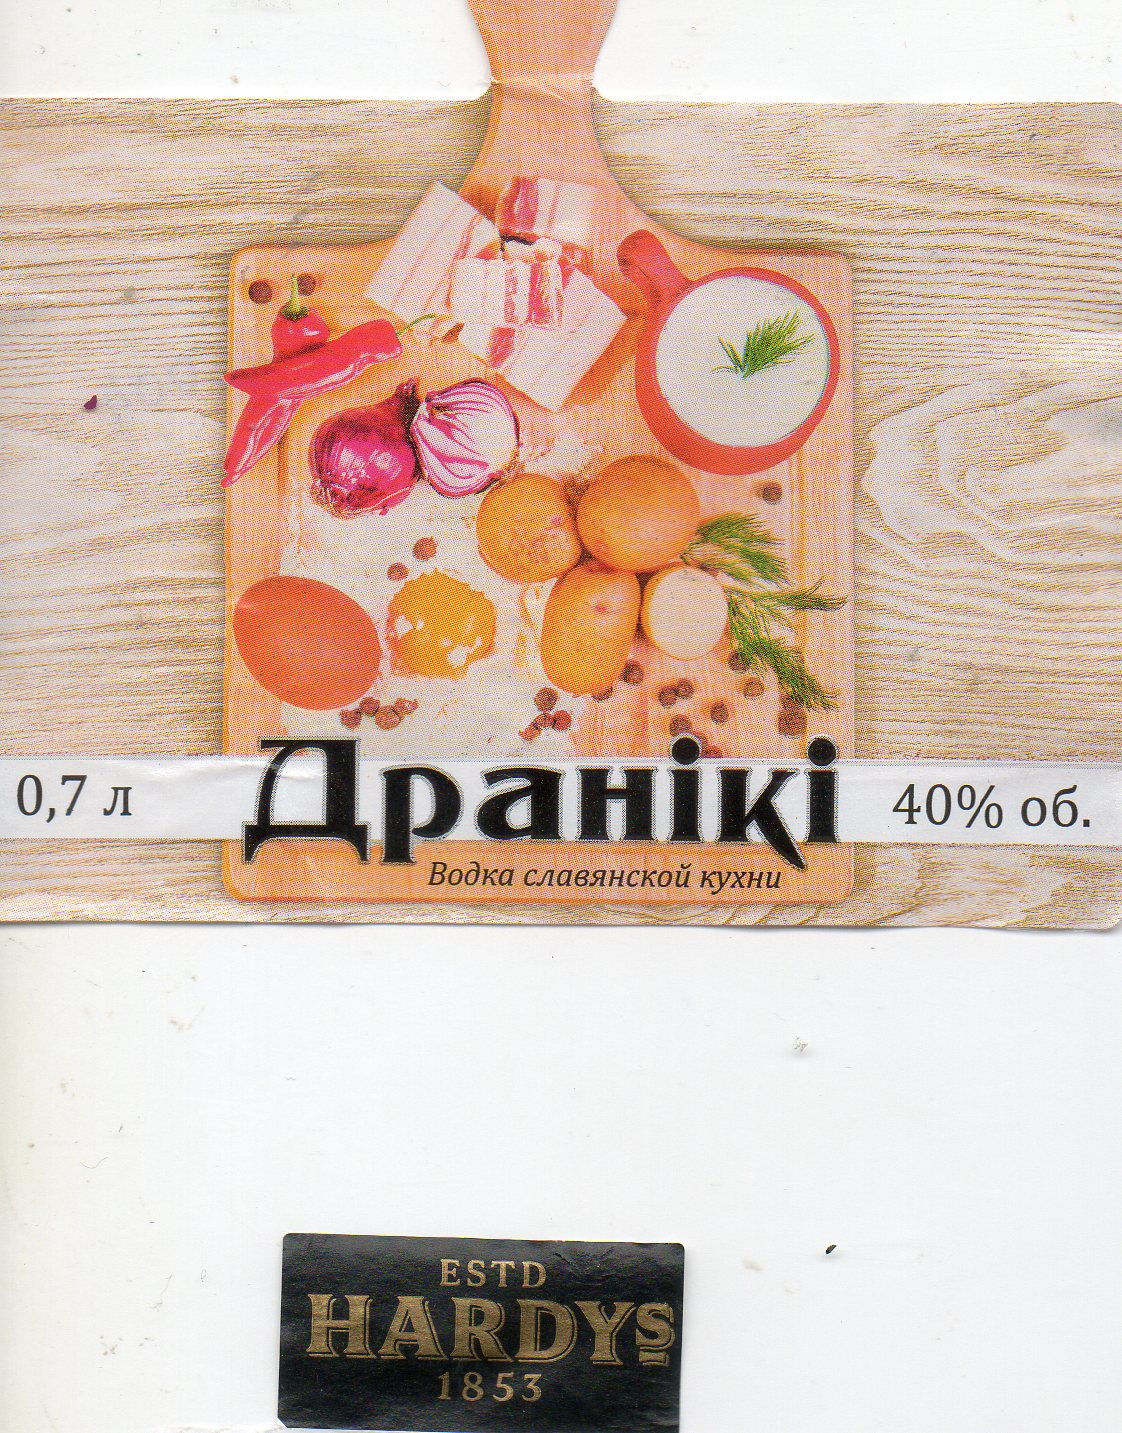 0,7 л
Дранікі
40% об.
Водка славянской кухни
ESTD
HARDYS
1853